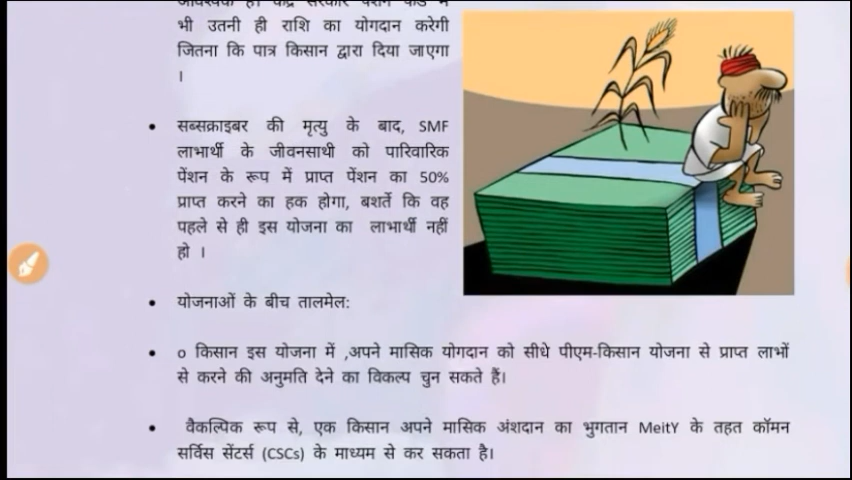 भी उतनी ही राशि का योगदान करेगी
जितना कि पात्र किसान द्वारा दिया जाएगा
।
• सब्सक्राइबर की मृत्यु के बाद, SMF
लाभार्थी के जीवनसाथी को पारिवारिक
पेंशन के रूप में प्राप्त पेंशन का 50%
प्राप्त करने का हक होगा, बशर्ते कि वह
पहले से ही इस योजना का लाभार्थी नहीं
हो ।
• योजनाओं के बीच तालमेल:
• o किसान इस योजना में ,अपने मासिक योगदान को सीधे पीएम-किसान योजना से प्राप्त लाभों
से करने की अनुमति देने का विकल्प चुन सकते हैं।
• वैकल्पिक रूप से, एक किसान अपने मासिक अंशदान का भुगतान MeitY के तहत कॉमन
सर्विस सेंटर्स (CSCs) के माध्यम से कर सकता है।